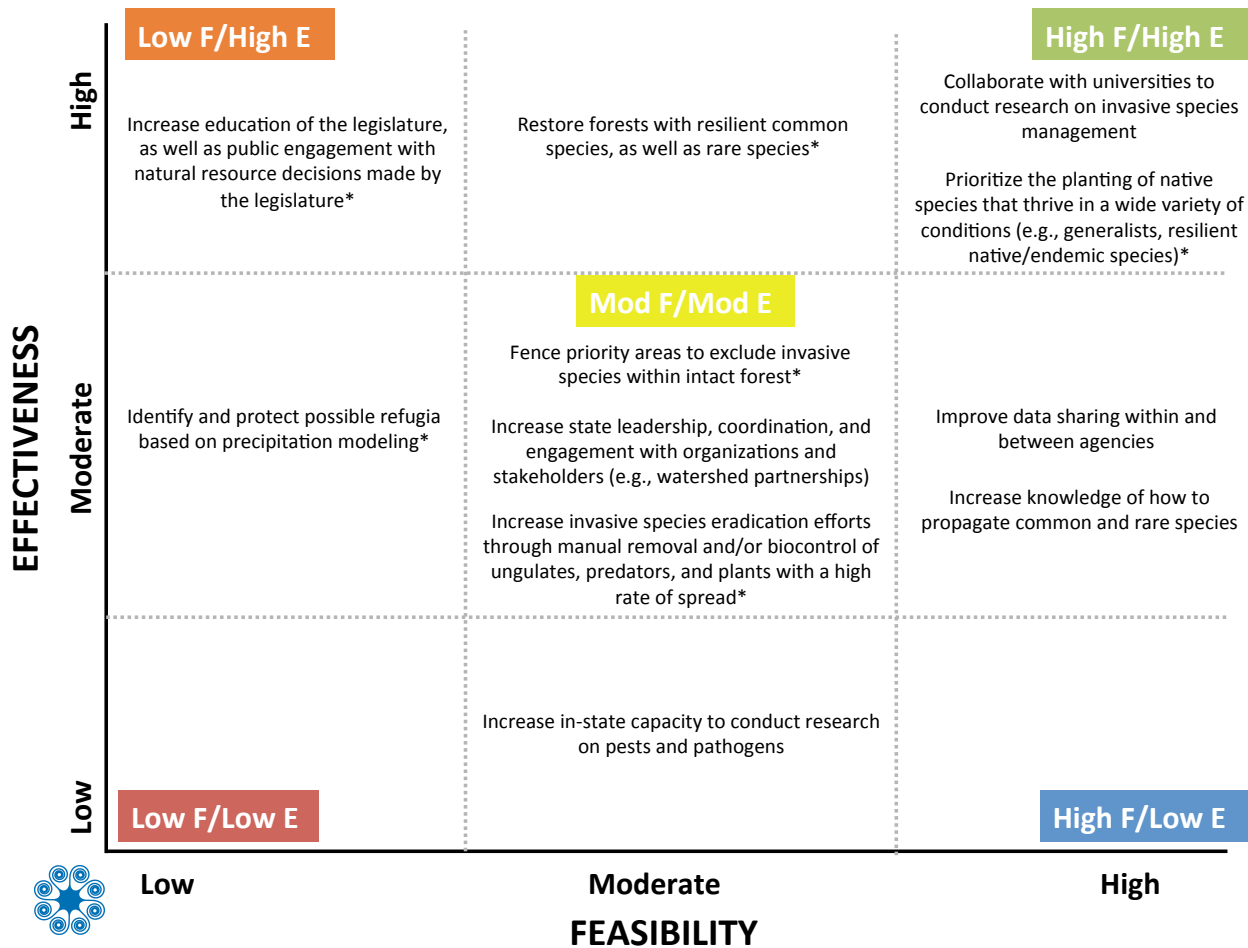 Low F/High E
High F/High E
High
Increase education of the legislature,
as well as public engagement with
natural resource decisions made by
the legislature*
Restore forests with resilient common
species, as well as rare species*
Collaborate with universities to
conduct research on invasive species
management
Prioritize the planting of native
species that thrive in a wide variety of
conditions (e.g., generalists, resilient
native/endemic species)*
EFFECTIVENESS
Moderate
Mod F/Mod E
Identify and protect possible refugia
based on precipitation modeling*
Fence priority areas to exclude invasive
species within intact forest*
Increase state leadership, coordination, and
engagement with organizations and
stakeholders (e.g., watershed partnerships)
Increase invasive species eradication efforts
through manual removal and/or biocontrol of
ungulates, predators, and plants with a high
rate of spread*
Improve data sharing within and
between agencies
Increase knowledge of how to
propagate common and rare species
Low
Increase in-state capacity to conduct research
on pests and pathogens
Low F/Low E
High F/Low E
Low
Moderate
High
FEASIBILITY